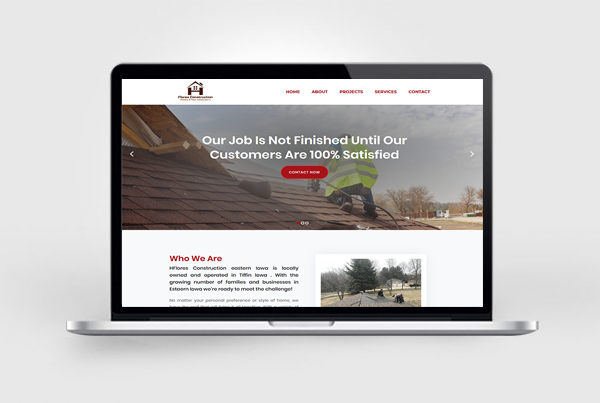 Flores Construction
HOME ABOUT PROJECTS SERVICES CONTACT
Our Job Is Not Finished Until Our
Customers Are 100% Satisfied
CONTACT NOW
Who We Are
HFlores Construction eastern Iowa is locally
owned and operated in Tiffin Iowa . With the
growing number of families and businesses in
Estaern Iowa we're ready to meet the challenge!
No matter your personal preference or style of home, we